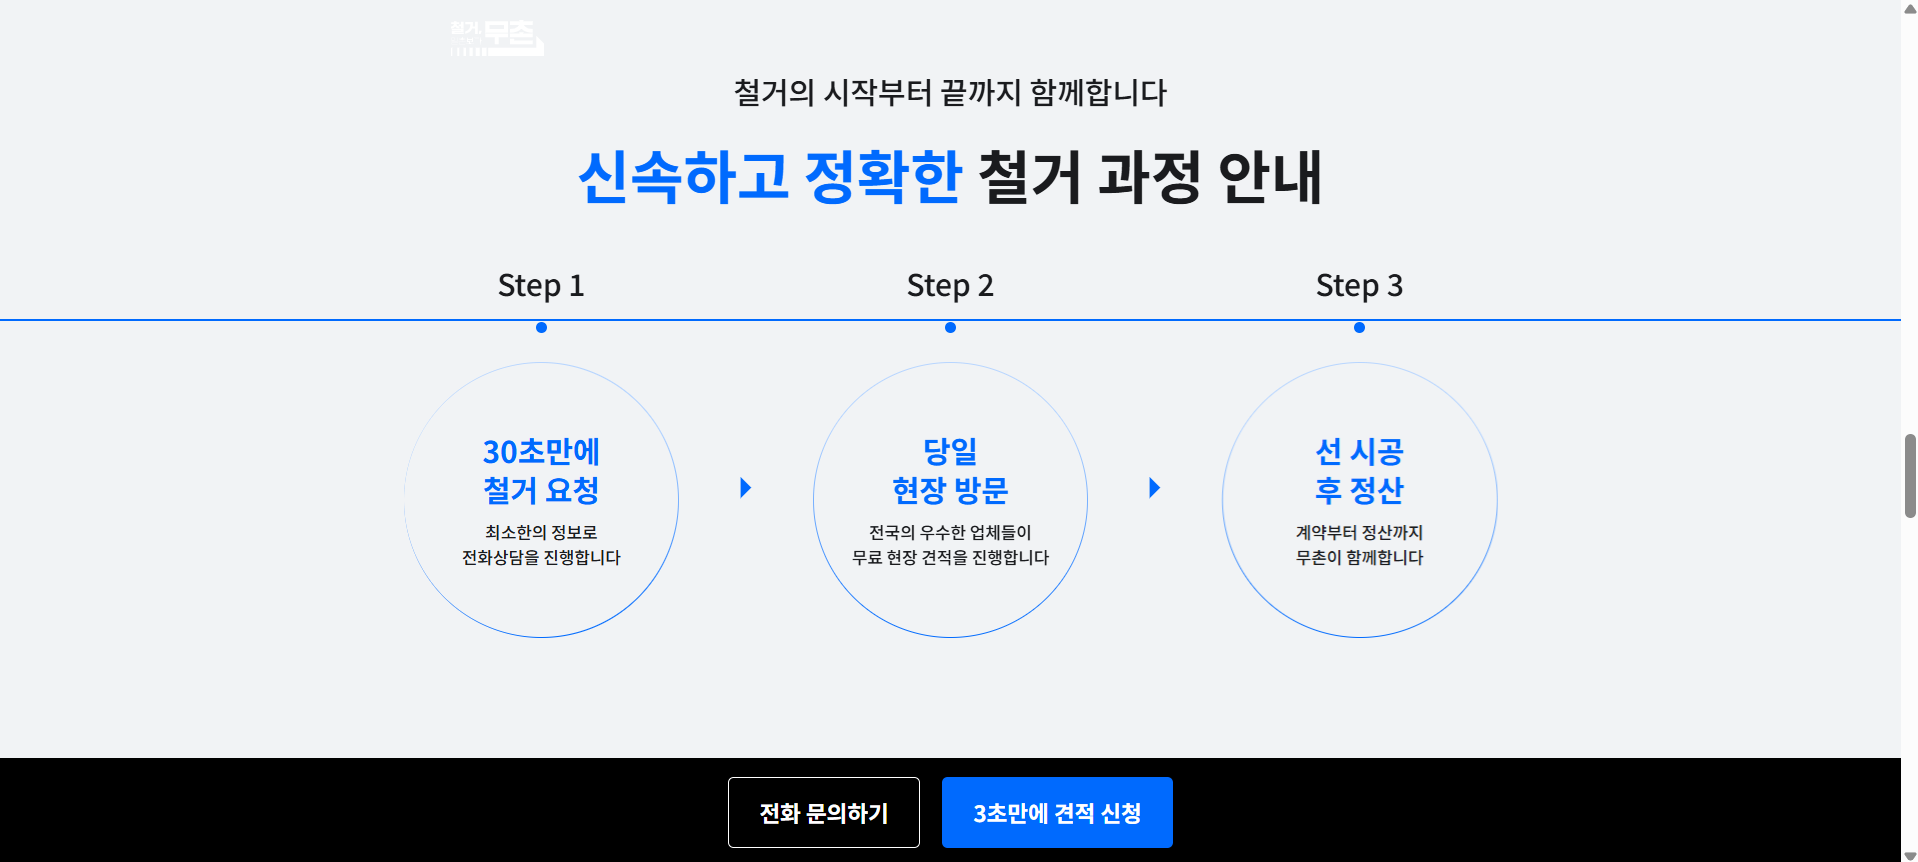 철거, 무촌
철거의 시작부터 끝까지 함께합니다
신속하고 정확한 철거 과정 안내
Step 1
Step 2
Step 3
30초만에
철거 요청
최소한의 정보로
전화상담을 진행합니다
당일
현장 방문
전국의 우수한 업체들이
무료 현장 견적을 진행합니다
선 시공
후 정산
계약부터 정산까지
무촌이 함께합니다
전화 문의하기
3초만에 견적 신청